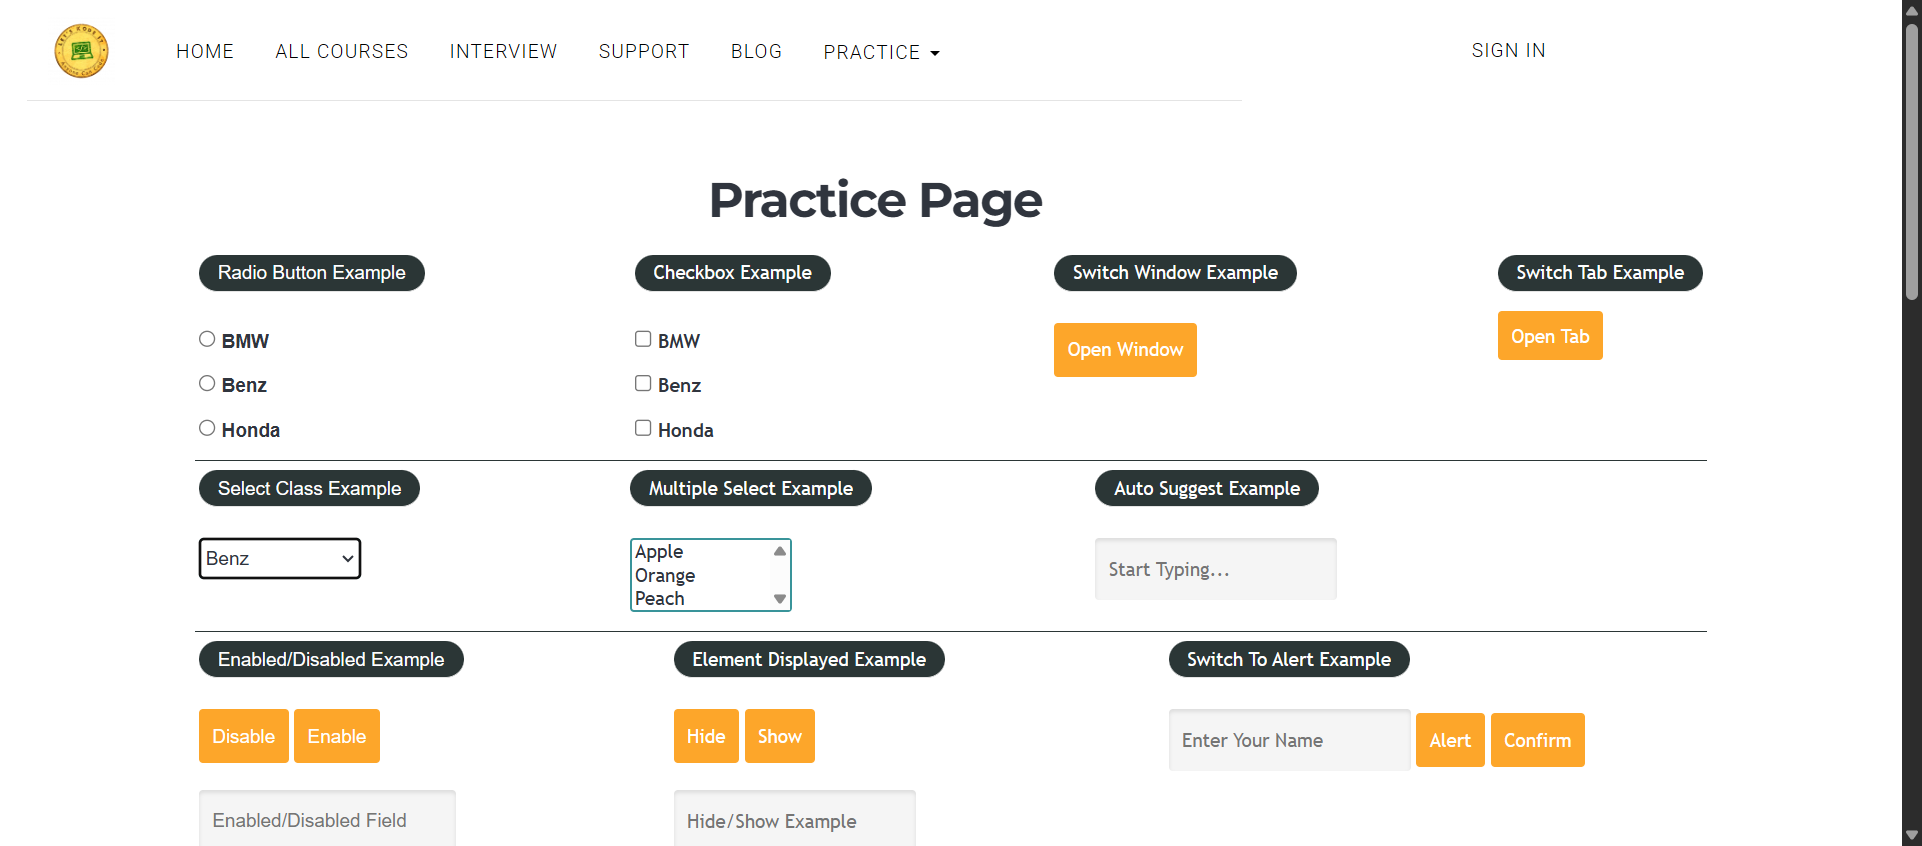 HOME ALL COURSES INTERVIEW SUPPORT BLOG PRACTICE SIGN IN
Practice Page
Radio Button Example Checkbox Example Switch Window Example Switch Tab Example
BMW BMW Open Window Open Tab
Benz Benz
Honda Honda
Select Class Example Multiple Select Example Auto Suggest Example
Benz Apple Start Typing...
Orange
Peach
Enabled/Disabled Example Element Displayed Example Switch To Alert Example
Disable Enable Hide Show Enter Your Name Alert Confirm
Enabled/Disabled Field Hide/Show Example